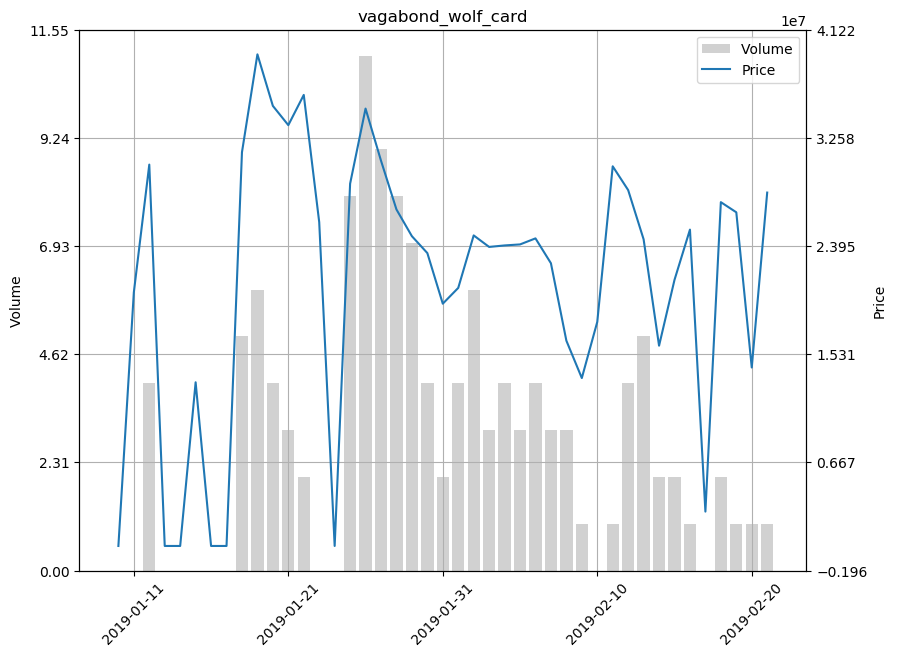 vagabond_wolf_card
1e7
11.55
9.24
6.93
4.62
2.31
0.00
Volume
Volume
Price
4.122
3.258
2.395
1.531
0.667
−0.196
Price
2019-01-11
2019-01-21
2019-01-31
2019-02-10
2019-02-20